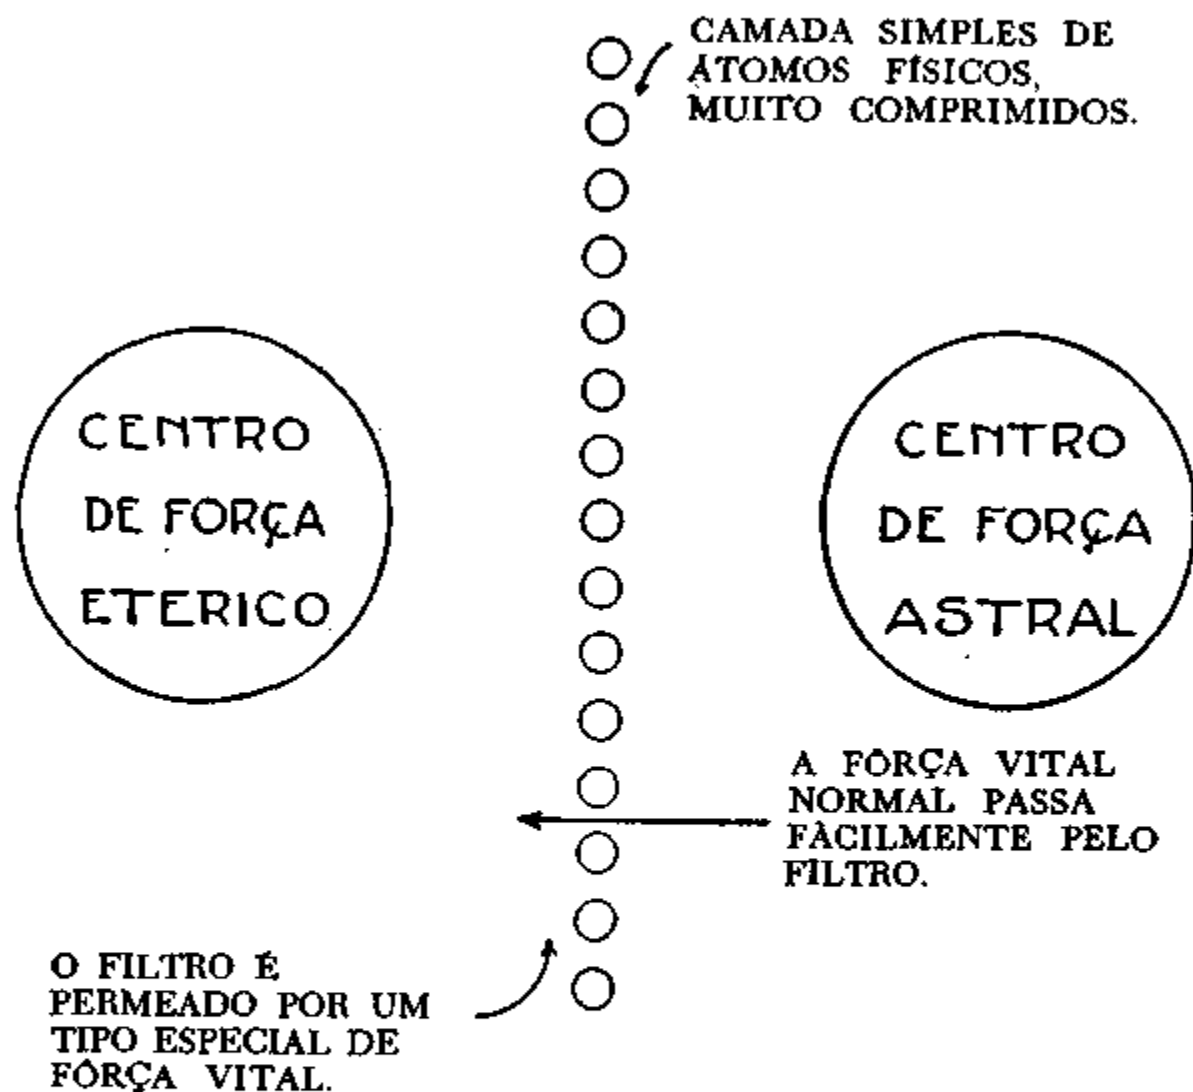 CAMADA SIMPLES DE
ÁTOMOS FÍSICOS,
MUITO COMPRIMIDOS.
CENTRO
DE FORÇA
ETERICO
CENTRO
DE FORÇA
ASTRAL
A FÔRÇA VITAL
NORMAL PASSA
FÀCILMENTE PELO
FILTRO.
O FILTRO É
PERMEADO POR UM
TIPO ESPECIAL DE
FÔRÇA VITAL.